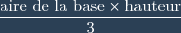 aire de la base × hauteur
3